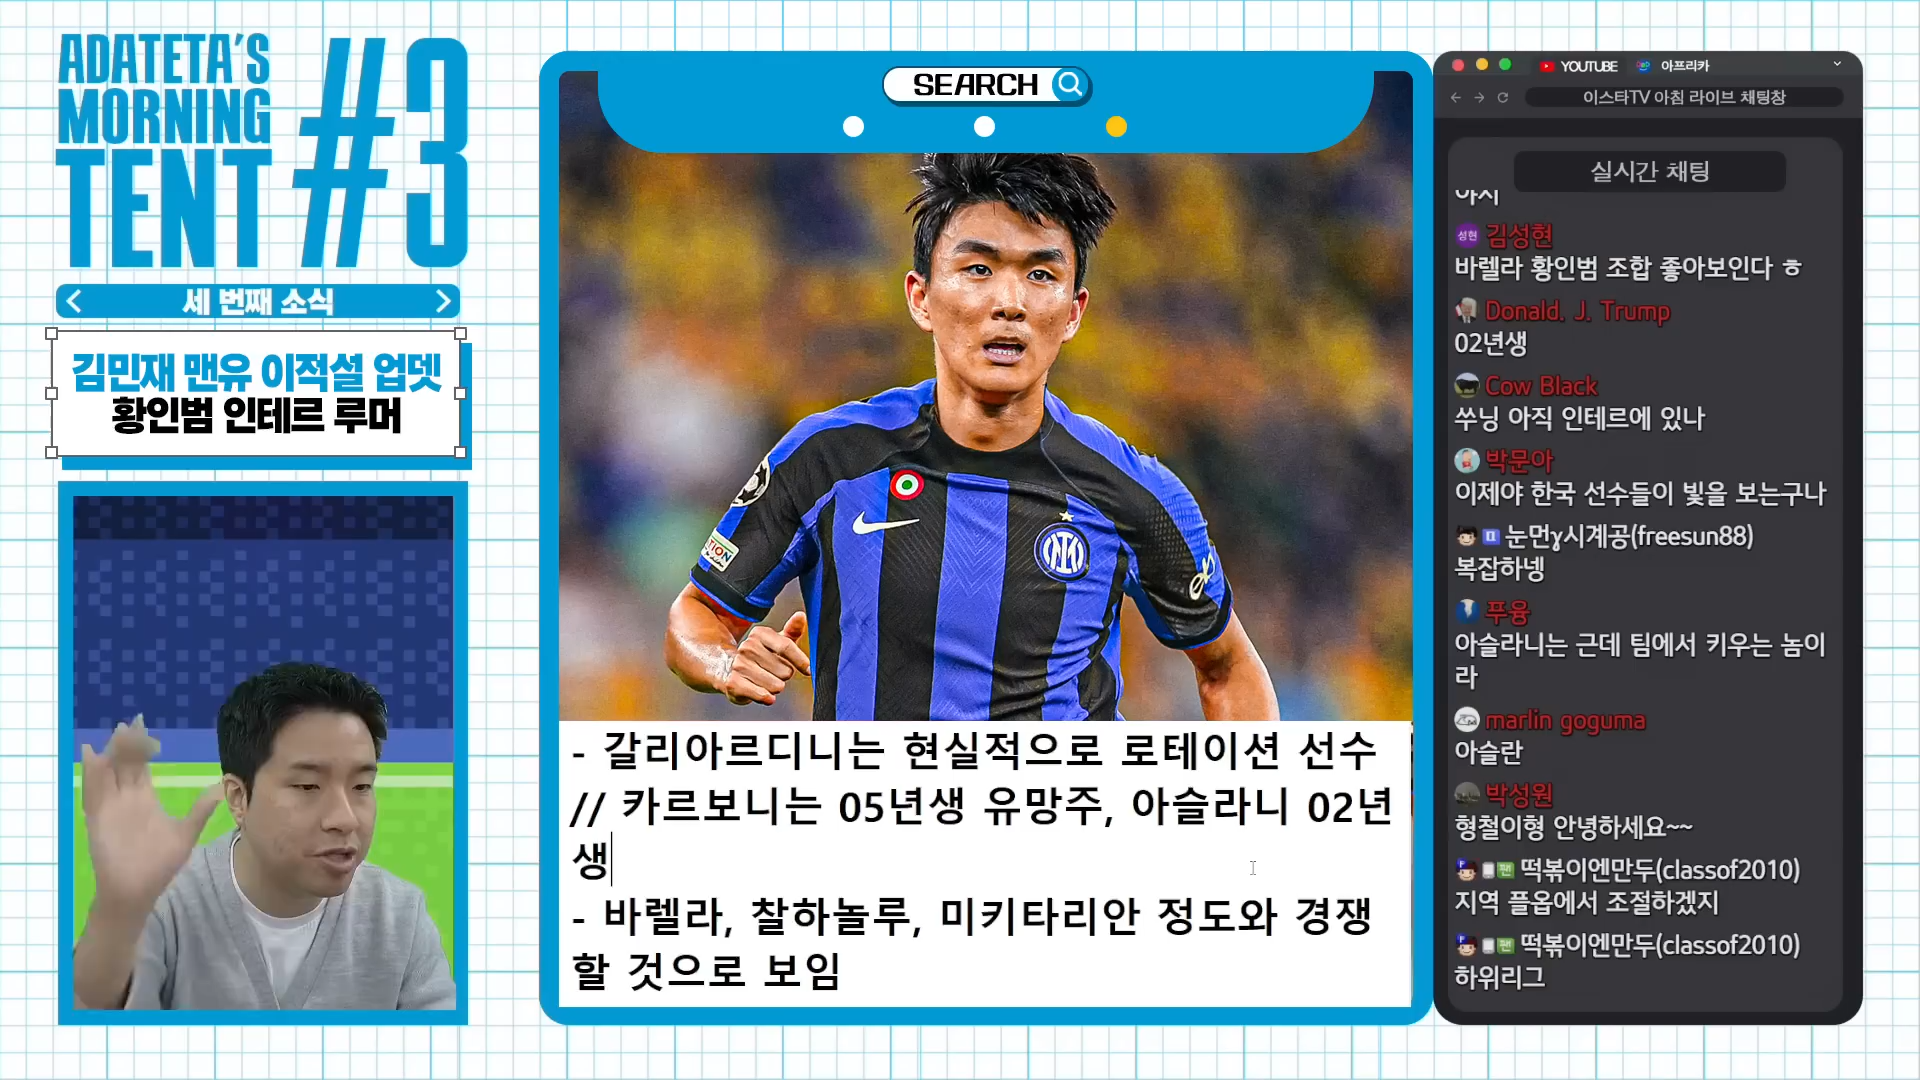 ADATETA'S
MORNING
TENT
#3
세 번째 소식
김민재 맨유 이적설 업뎃
황인범 인테르 루머
SEARCH
- 갈리아르디니는 현실적으로 로테이션 선수
// 카르보니는 05년생 유망주, 아슬라니 02년
생
- 바렐라, 찰하놀루, 미키타리안 정도와 경쟁
할 것으로 보임
YOUTUBE
아프리카
이스타TV 아침 라이브 채팅창
실시간 채팅
성현 김성현
바렐라 황인범 조합 좋아보인다 ㅎ
Donald. J. Trump
02년생
Cow Black
쑤닝 아직 인테르에 있나
박문아
이제야 한국 선수들이 빛을 보는구나
눈먼γ시계공(freesun88)
복잡하넹
푸융
아슬라니는 근데 팀에서 키우는 놈이
라
marlin goguma
아슬란
박성원
형철이형 안녕하세요~~
팬 떡볶이엔만두(classof2010)
지역 플옵에서 조절하겠지
팬 떡볶이엔만두(classof2010)
하위리그